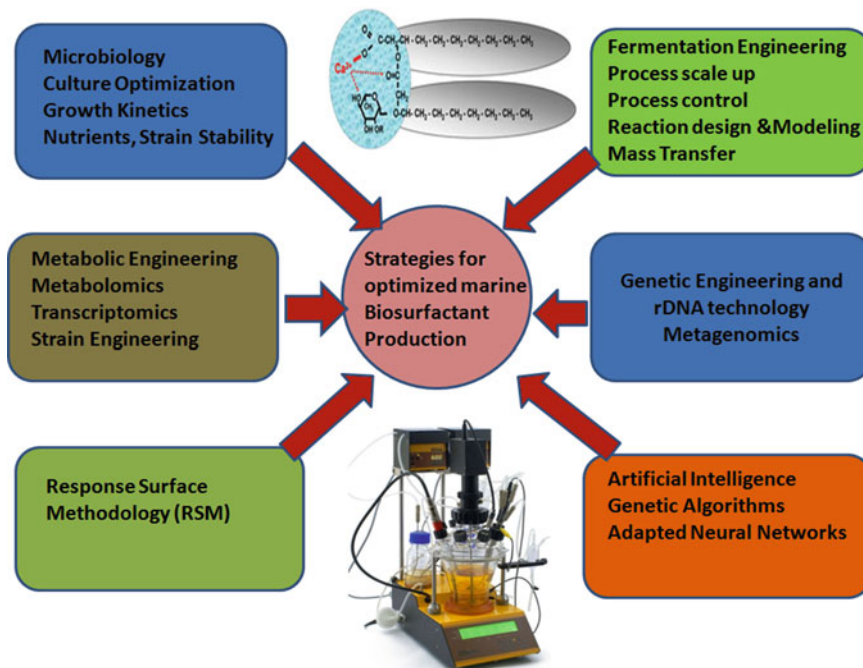 Microbiology
Culture Optimization
Growth Kinetics
Nutrients, Strain Stability
Fermentation Engineering
Process scale up
Process control
Reaction design &Modeling
Mass Transfer
Metabolic Engineering
Metabolomics
Transcriptomics
Strain Engineering
Strategies for
optimized marine
Biosurfactant
Production
Genetic Engineering and
rDNA technology
Metagenomics
Response Surface
Methodology (RSM)
Artificial Intelligence
Genetic Algorithms
Adapted Neural Networks